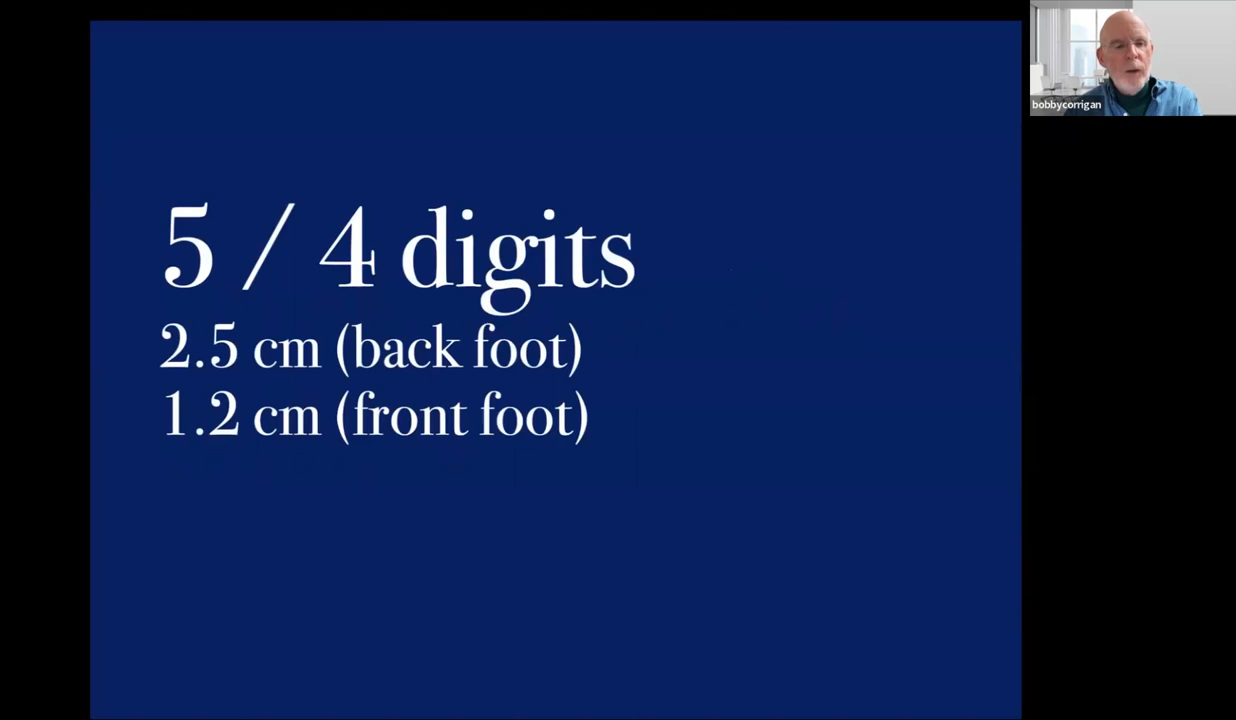 5 / 4 digits
2.5 cm (back foot)
1.2 cm (front foot)
bobbycorrigan